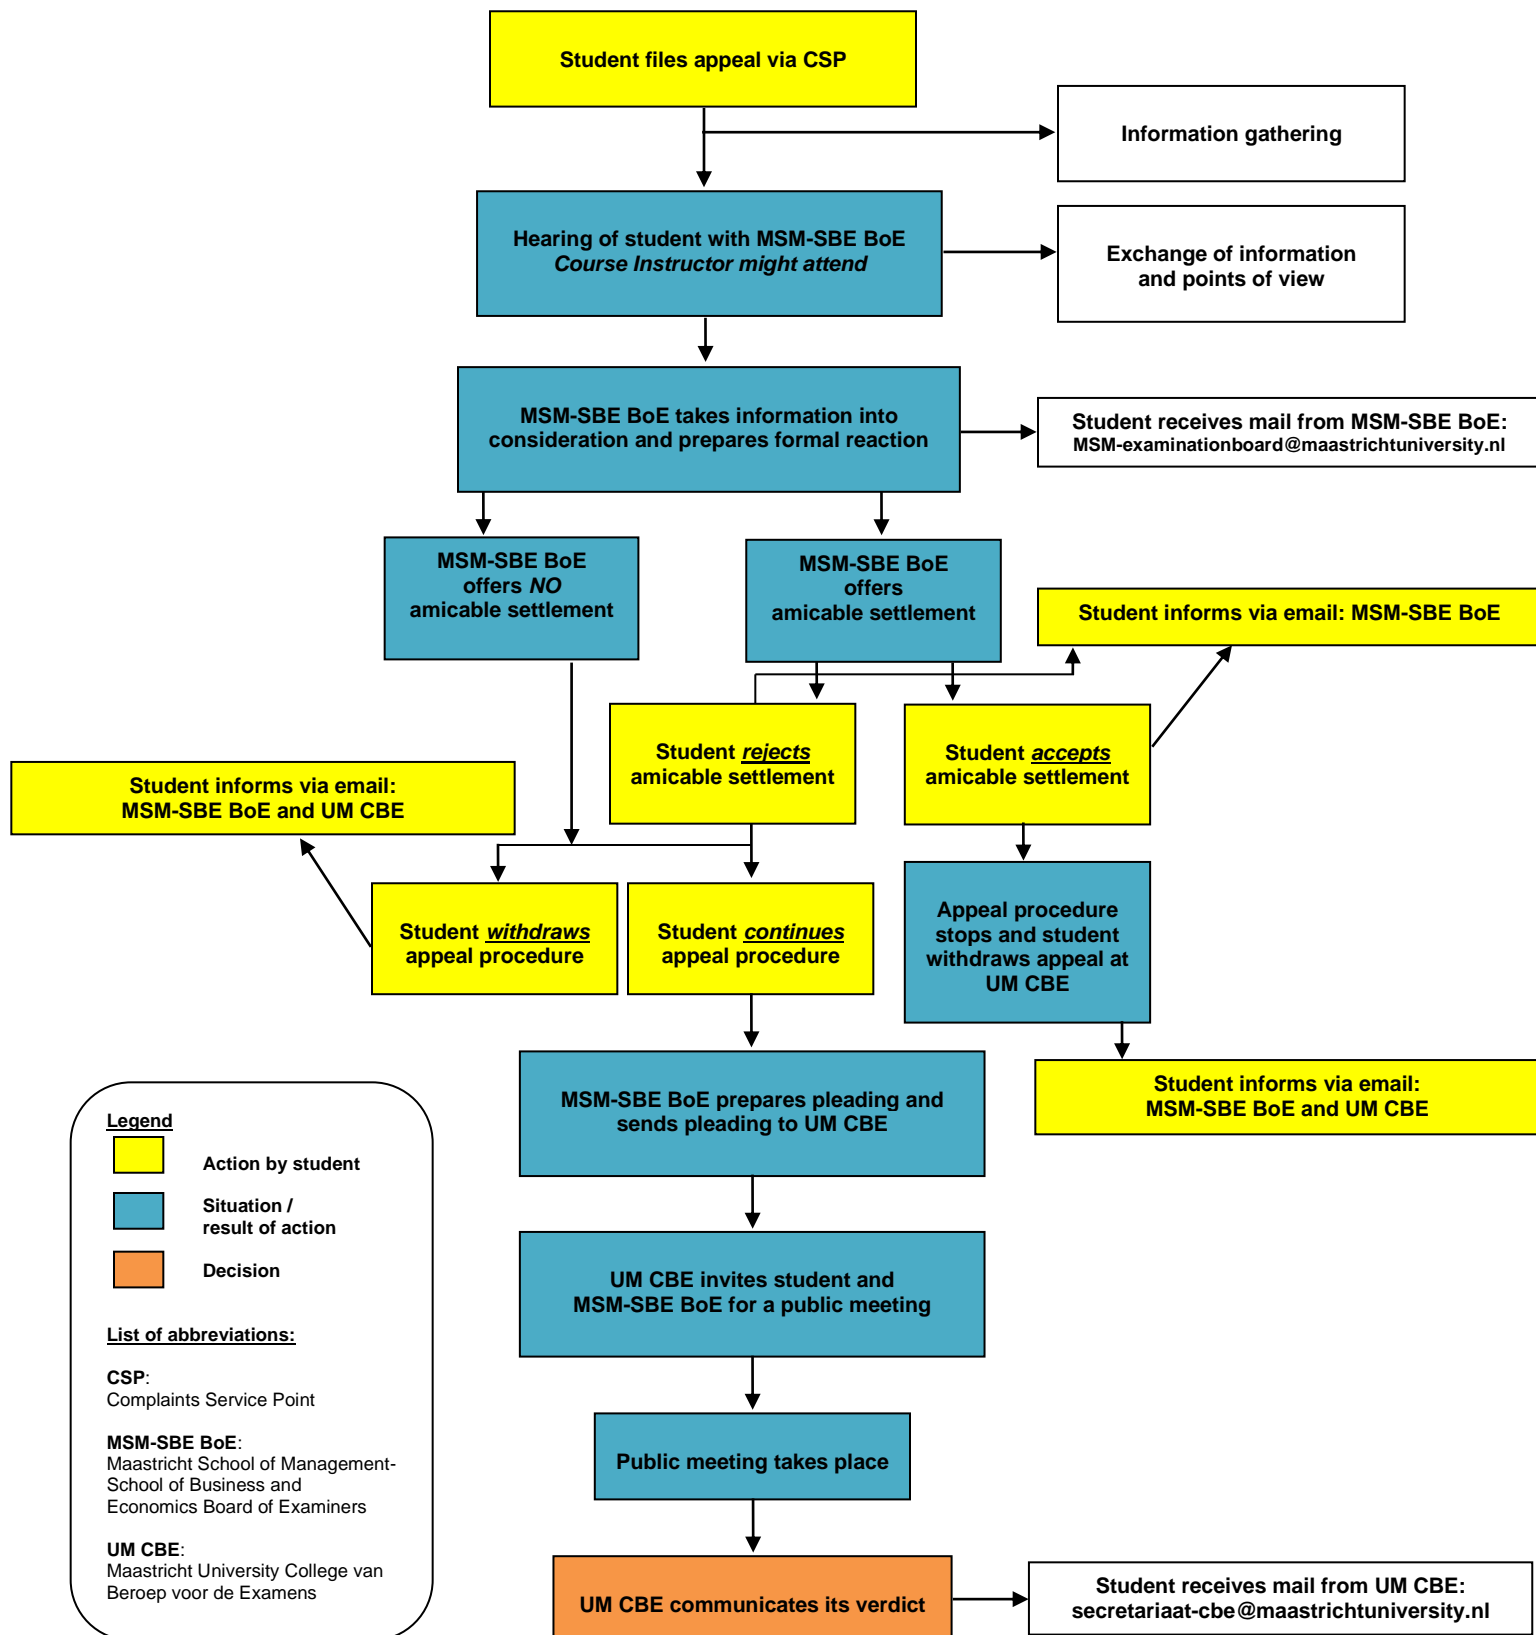 Student files appeal via CSP
Information gathering
Hearing of student with MSM-SBE BoE
Course Instructor might attend
Exchange of information
and points of view
MSM-SBE BoE takes information into
consideration and prepares formal reaction
Student receives mail from MSM-SBE BoE:
MSM-examinationboard@maastrichtuniversity.nl
MSM-SBE BoE
offers NO
amicable settlement
MSM-SBE BoE
offers
amicable settlement
Student informs via email: MSM-SBE BoE
Student rejects
amicable settlement
Student accepts
amicable settlement
Student informs via email:
MSM-SBE BoE and UM CBE
Student withdraws
appeal procedure
Student continues
appeal procedure
Appeal procedure
stops and student
withdraws appeal at
UM CBE
MSM-SBE BoE prepares pleading and
sends pleading to UM CBE
Student informs via email:
MSM-SBE BoE and UM CBE
UM CBE invites student and
MSM-SBE BoE for a public meeting
Public meeting takes place
UM CBE communicates its verdict
Student receives mail from UM CBE:
secretariaat-cbe@maastrichtuniversity.nl
Legend
Action by student
Situation /
result of action
Decision
List of abbreviations:
CSP:
Complaints Service Point
MSM-SBE BoE:
Maastricht School of Management-
School of Business and
Economics Board of Examiners
UM CBE:
Maastricht University College van
Beroep voor de Examens